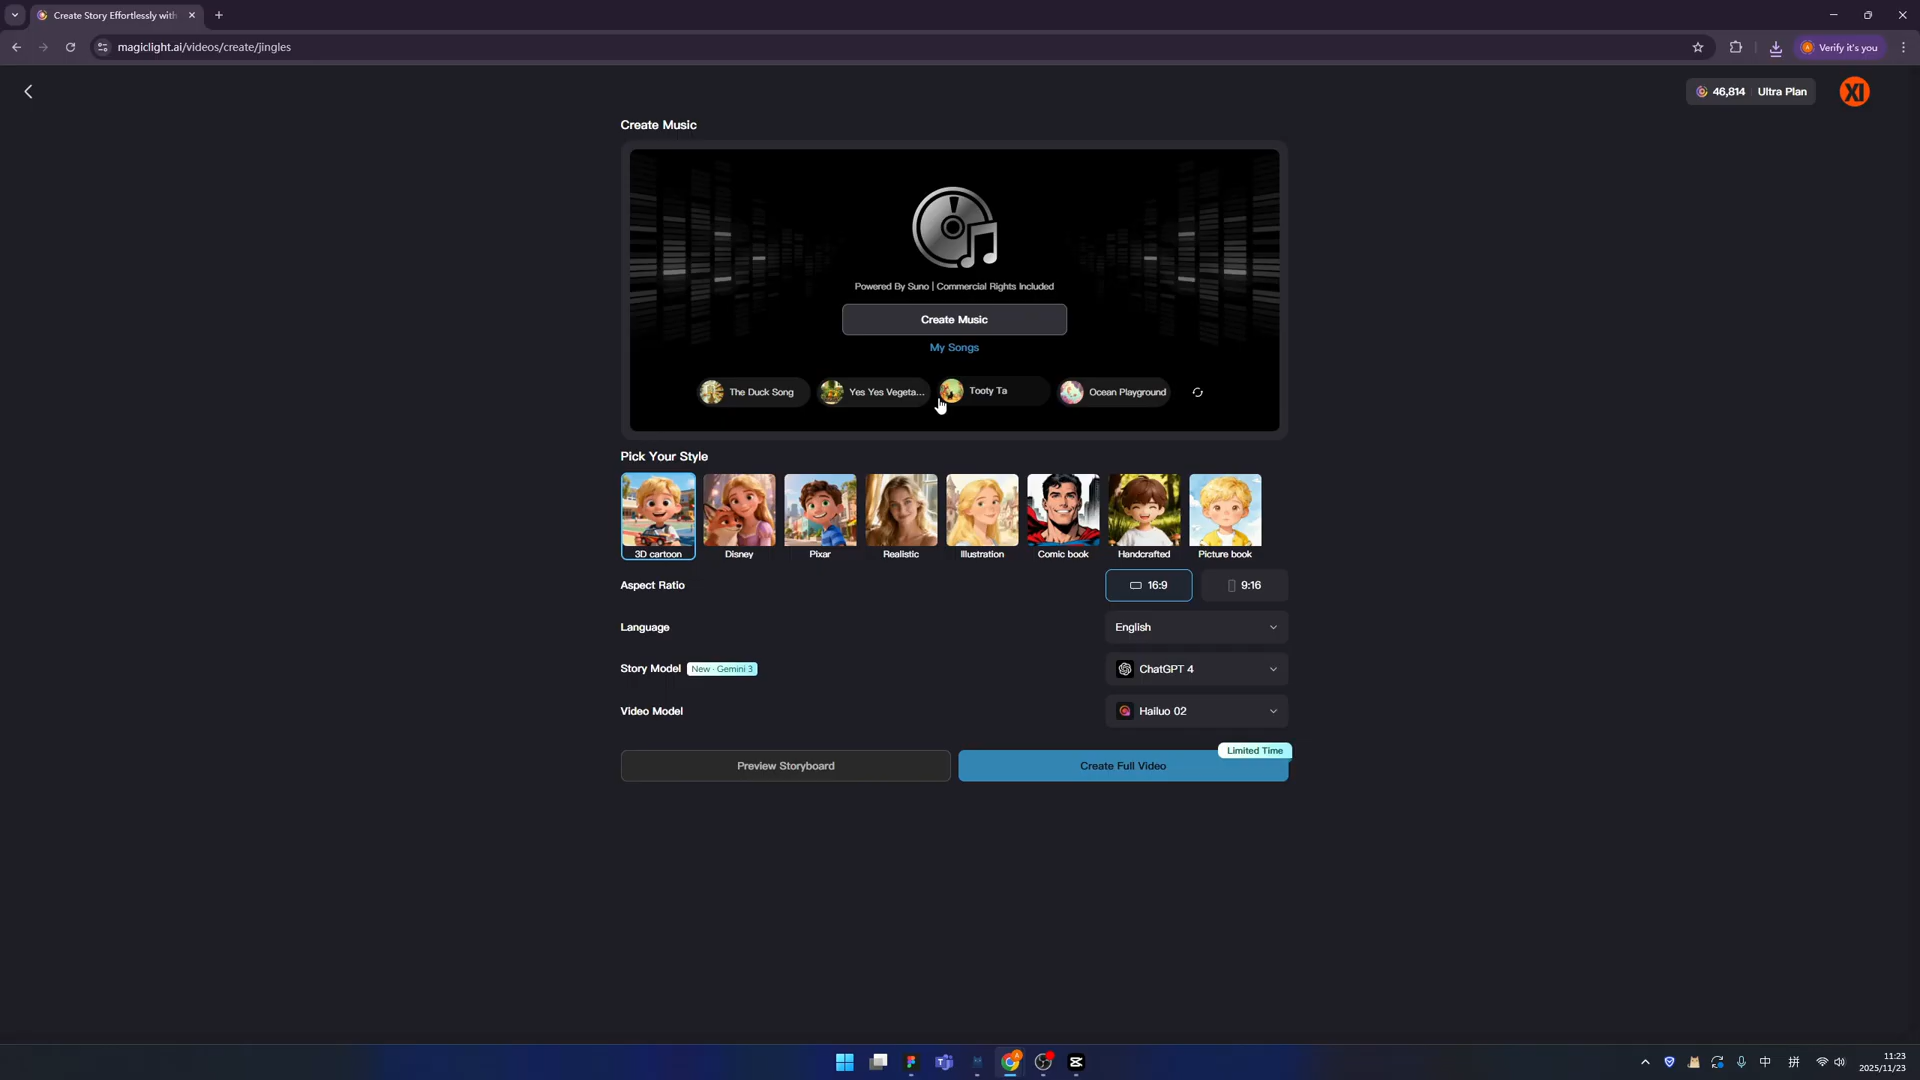 Create Story Effortlessly with
magiclight.ai/videos/create/jingles
Verify it's you
46,814 | Ultra Plan
XI
Create Music
Powered By Suno | Commercial Rights Included
Create Music
My Songs
The Duck Song
Yes Yes Vegeta...
Tooty Ta
Ocean Playground
Pick Your Style
3D cartoon
Disney
Pixar
Realistic
Illustration
Comic book
Handcrafted
Picture book
Aspect Ratio
16:9
9:16
Language
English
Story Model
New · Gemini 3
ChatGPT 4
Video Model
Hailuo 02
Limited Time
Preview Storyboard
Create Full Video
中
拼
11:23
2025/11/23